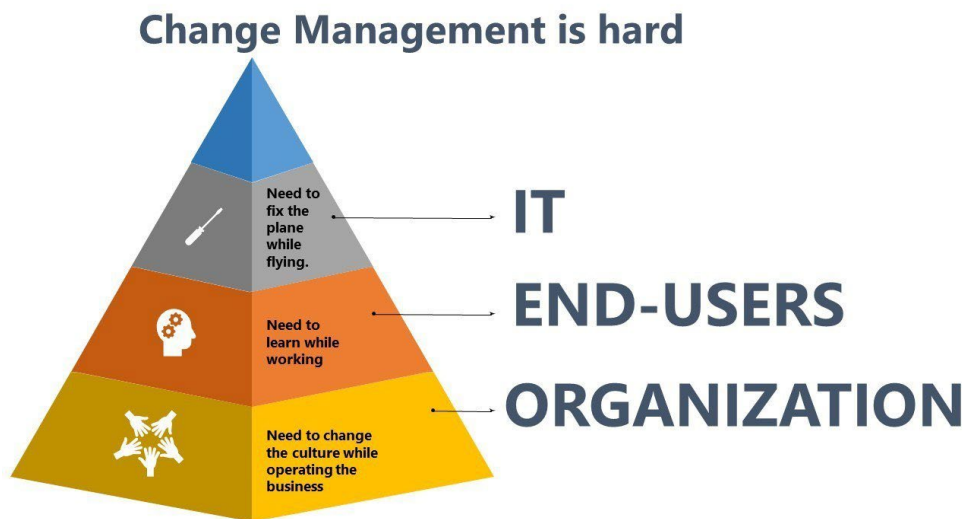 Change Management is hard
Need to
fix the
plane
while
flying.
IT
Need to
learn while
working
END-USERS
Need to change
the culture while
operating the
business
ORGANIZATION